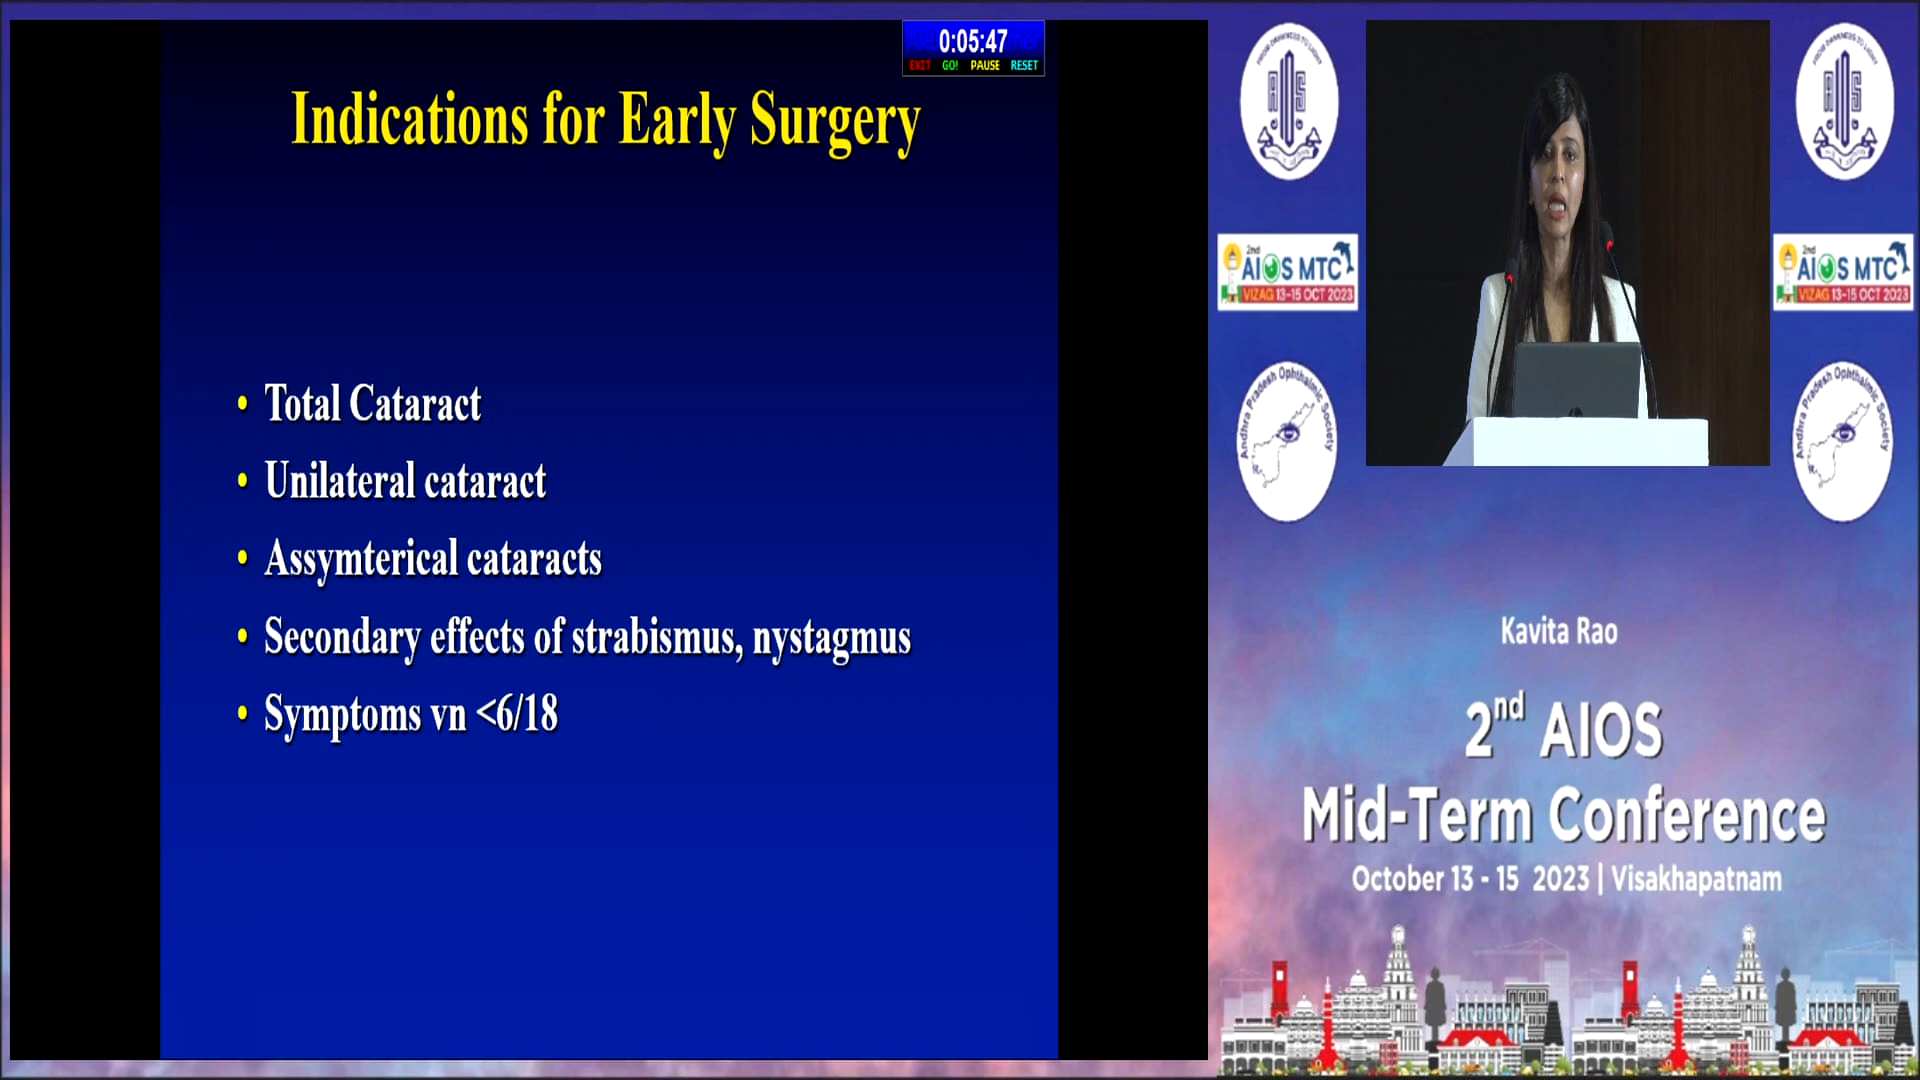 0:05:47
EXIT GO! PAUSE RESET
Indications for Early Surgery
• Total Cataract
• Unilateral cataract
• Assymterical cataracts
• Secondary effects of strabismus, nystagmus
• Symptoms vn <6/18
2nd
AIOS MTC
VIZAG 13-15 OCT 2023
Andhra Pradesh Ophthalmic Society
2nd
AIOS MTC
VIZAG 13-15 OCT 2023
Andhra Pradesh Ophthalmic Society
Kavita Rao
2nd AIOS
Mid-Term Conference
October 13 - 15 2023 | Visakhapatnam